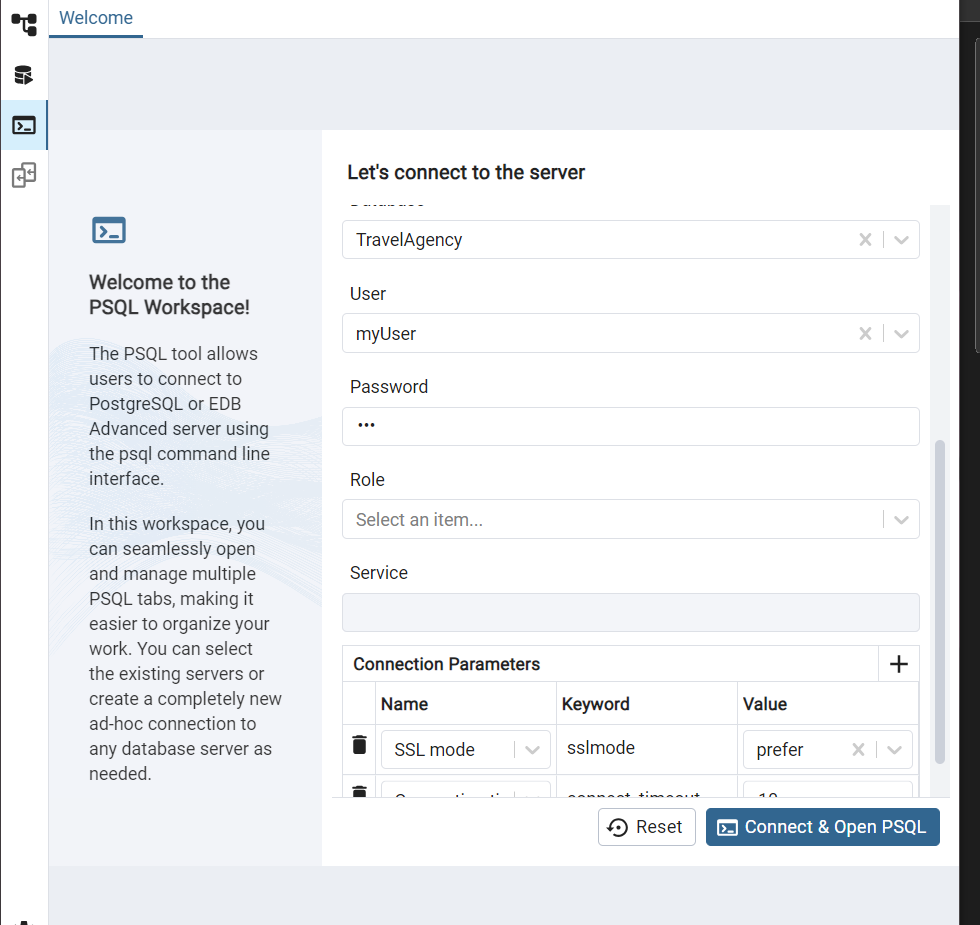 Welcome
Let's connect to the server
TravelAgency
Welcome to the
PSQL Workspace!
The PSQL tool allows
users to connect to
PostgreSQL or EDB
Advanced server using
the psql command line
interface.
In this workspace, you
can seamlessly open
and manage multiple
PSQL tabs, making it
easier to organize your
work. You can select
the existing servers or
create a completely new
ad-hoc connection to
any database server as
needed.
User
myUser
Password
•••
Role
Select an item...
Service
Connection Parameters
Name Keyword Value
SSL mode sslmode prefer
connect_timeout
Reset
Connect & Open PSQL